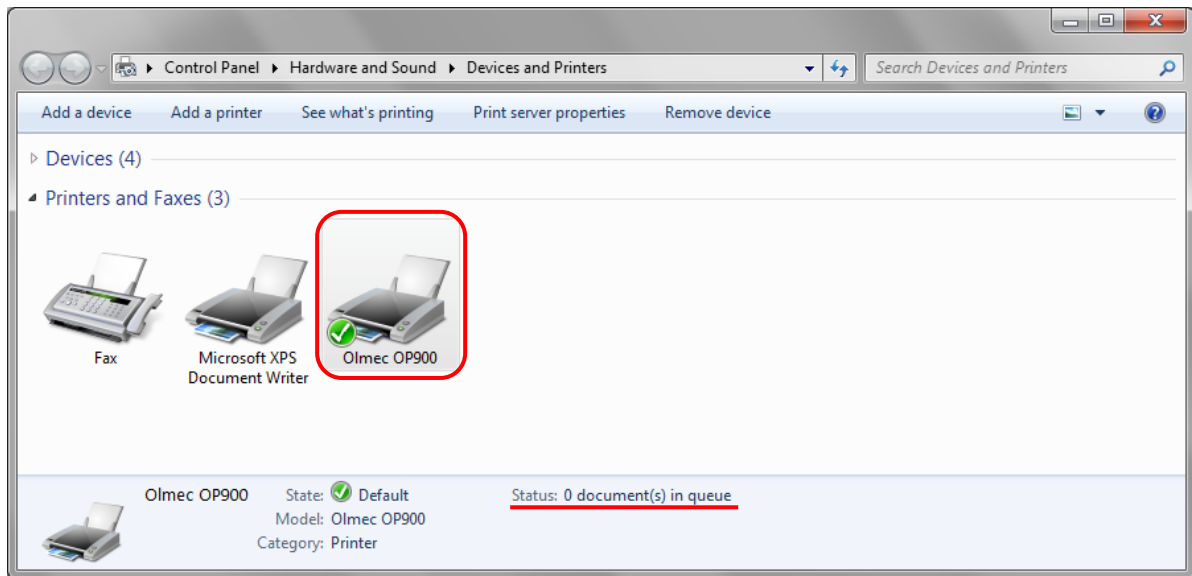 Control Panel ▸ Hardware and Sound ▸ Devices and Printers
Search Devices and Printers
Add a device Add a printer See what's printing Print server properties Remove device
Devices (4)
Printers and Faxes (3)
Fax
Microsoft XPS
Document Writer
Olmec OP900
Olmec OP900 State: Default Status: 0 document(s) in queue
Model: Olmec OP900
Category: Printer